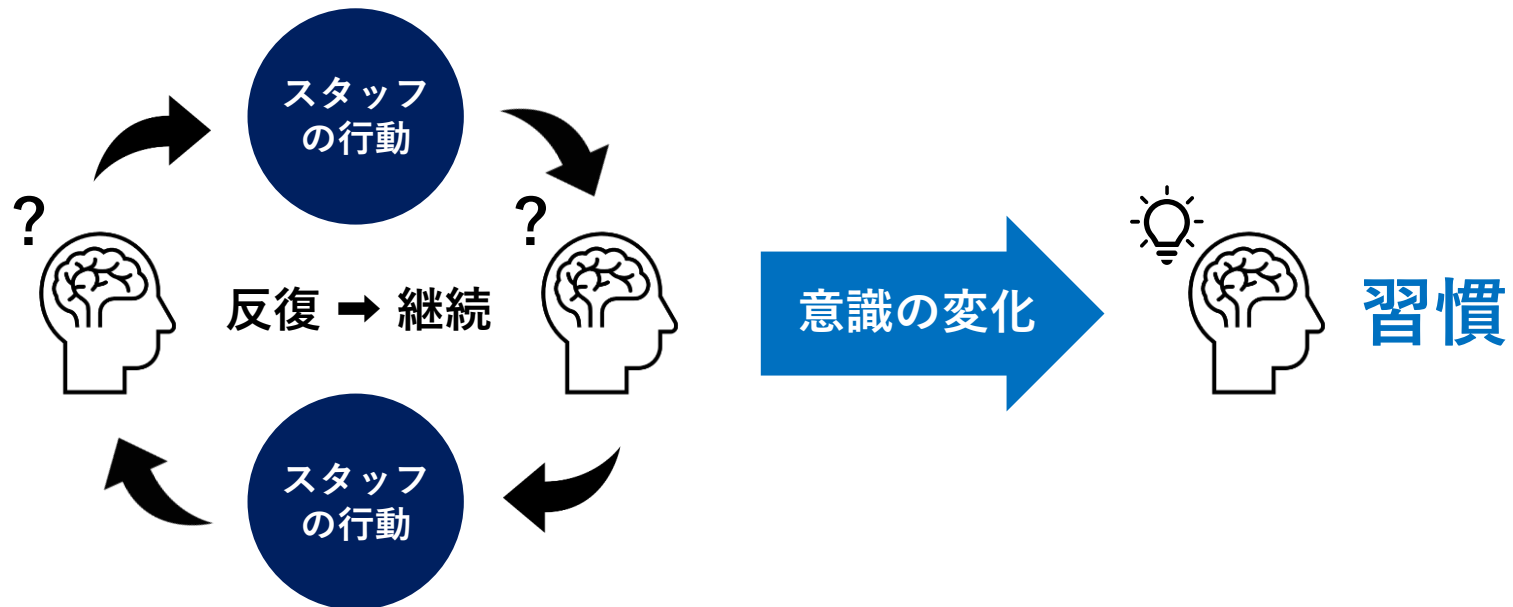 スタッフ
の行動
?
?
反復 ➡ 継続
意識の変化
習慣
スタッフ
の行動